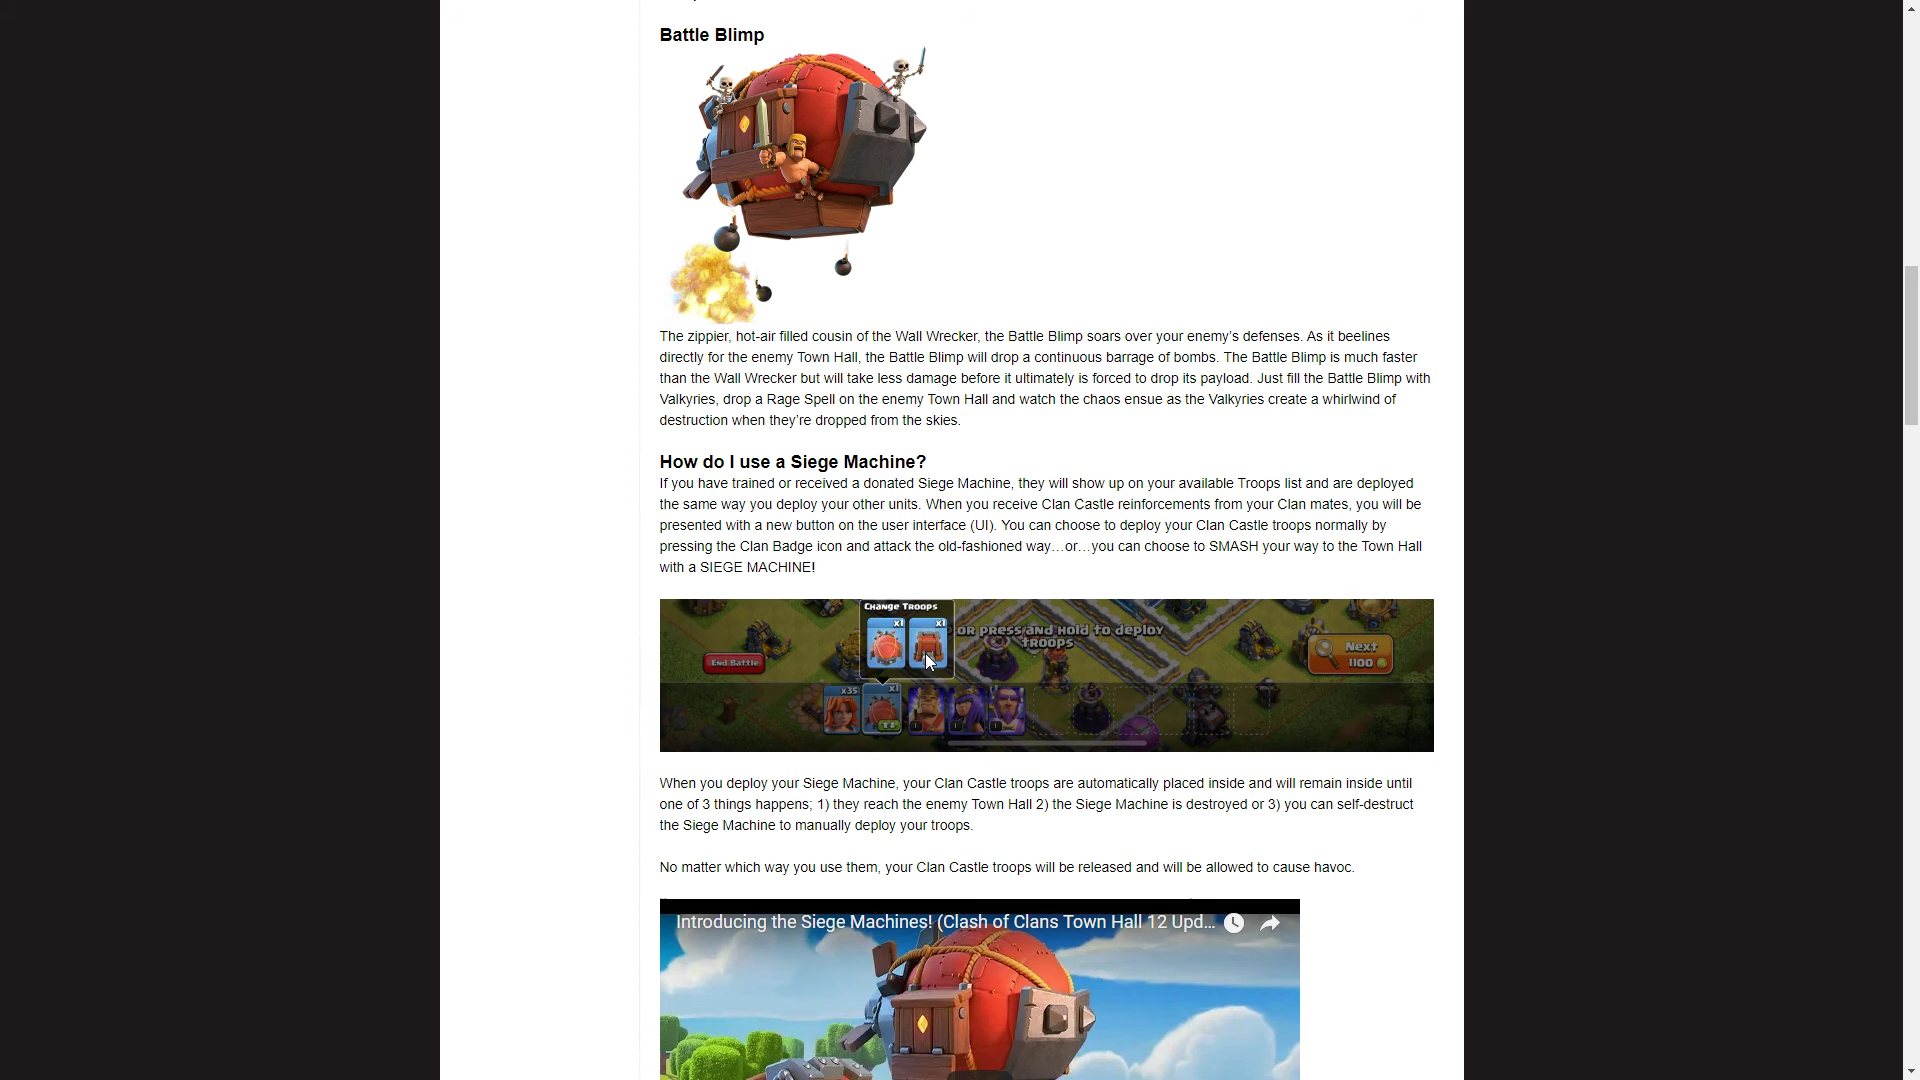 Battle Blimp
The zippier, hot-air filled cousin of the Wall Wrecker, the Battle Blimp soars over your enemy’s defenses. As it beelines
directly for the enemy Town Hall, the Battle Blimp will drop a continuous barrage of bombs. The Battle Blimp is much faster
than the Wall Wrecker but will take less damage before it ultimately is forced to drop its payload. Just fill the Battle Blimp with
Valkyries, drop a Rage Spell on the enemy Town Hall and watch the chaos ensue as the Valkyries create a whirlwind of
destruction when they’re dropped from the skies.
How do I use a Siege Machine?
If you have trained or received a donated Siege Machine, they will show up on your available Troops list and are deployed
the same way you deploy your other units. When you receive Clan Castle reinforcements from your Clan mates, you will be
presented with a new button on the user interface (UI). You can choose to deploy your Clan Castle troops normally by
pressing the Clan Badge icon and attack the old-fashioned way…or…you can choose to SMASH your way to the Town Hall
with a SIEGE MACHINE!
Change Troops
x1 x1
or press and hold to deploy
troops
End Battle
Next
1100
x35 x1
1 1 1
When you deploy your Siege Machine, your Clan Castle troops are automatically placed inside and will remain inside until
one of 3 things happens; 1) they reach the enemy Town Hall 2) the Siege Machine is destroyed or 3) you can self-destruct
the Siege Machine to manually deploy your troops.
No matter which way you use them, your Clan Castle troops will be released and will be allowed to cause havoc.
Introducing the Siege Machines! (Clash of Clans Town Hall 12 Upd...